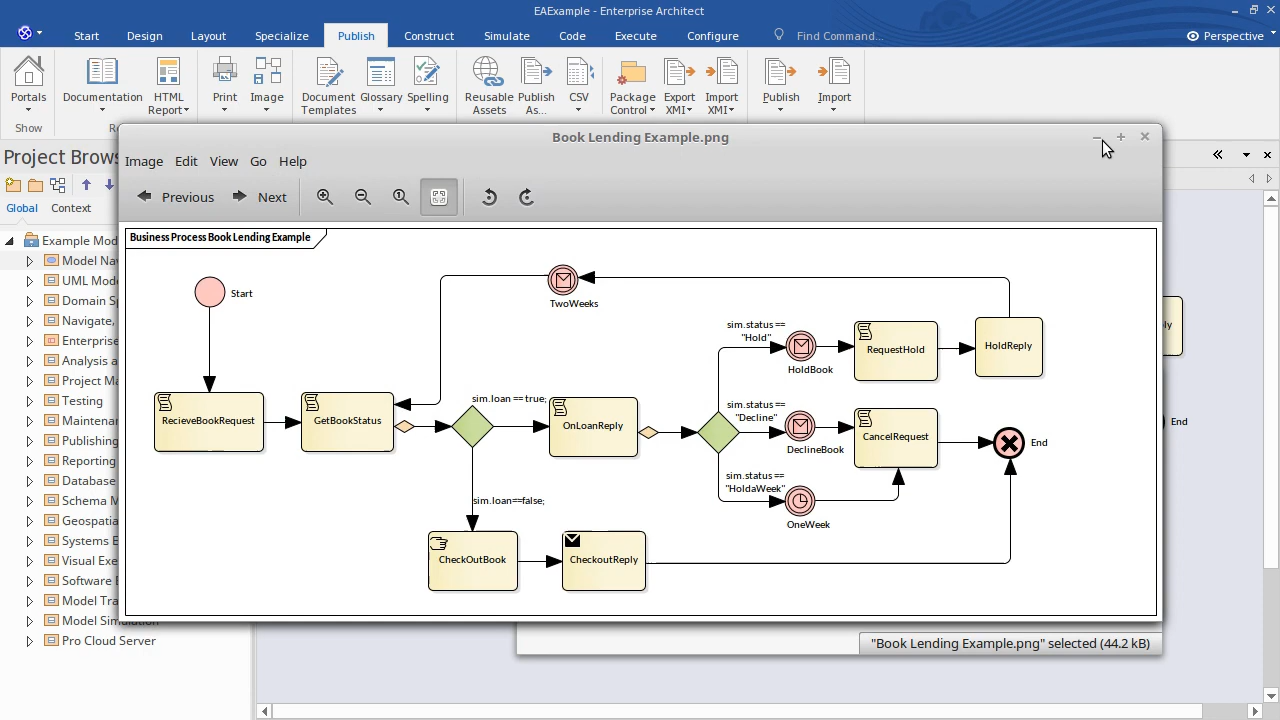 EAExample - Enterprise Architect
Start Design Layout Specialize Publish Construct Simulate Code Execute Configure Find Command... Perspective
Portals Documentation HTML Report Print Image Document Templates Glossary Spelling Reusable Assets Publish As... CSV Package Control Export XMI Import XMI Publish Import
Show
Project Brows
Global Context
Example Mod
Model Nav
UML Mode
Domain Sp
Navigate,
Enterprise
Analysis a
Project Ma
Testing
Maintenan
Publishing
Reporting
Database
Schema M
Geospatia
Systems E
Visual Exe
Software E
Model Tra
Model Simulation
Pro Cloud Server
Book Lending Example.png
Image Edit View Go Help
Previous Next
Business Process Book Lending Example
Start
TwoWeeks
sim.status ==
"Hold"
HoldBook
RequestHold
HoldReply
RecieveBookRequest
GetBookStatus
sim.loan == true;
OnLoanReply
sim.status ==
"Decline"
DeclineBook
CancelRequest
End
sim.status ==
"HoldaWeek"
OneWeek
sim.loan==false;
CheckOutBook
CheckoutReply
ly
End
"Book Lending Example.png" selected (44.2 kB)